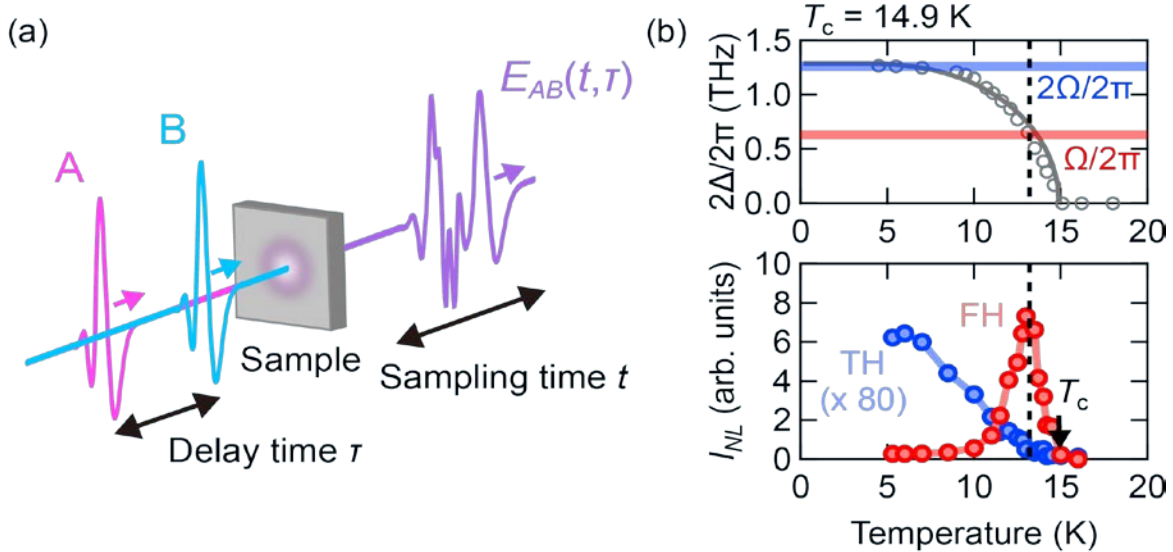 (a)
A
B
E_AB(t,τ)
Sample
Sampling time t
Delay time τ
(b)
T_c = 14.9 K
2Δ/2π (THz)
1.5
1.0
0.5
0.0
2Ω/2π
Ω/2π
0 5 10 15 20
I_NL (arb. units)
10
8
6
4
2
0
FH
TH
(x 80)
T_c
0 5 10 15 20
Temperature (K)